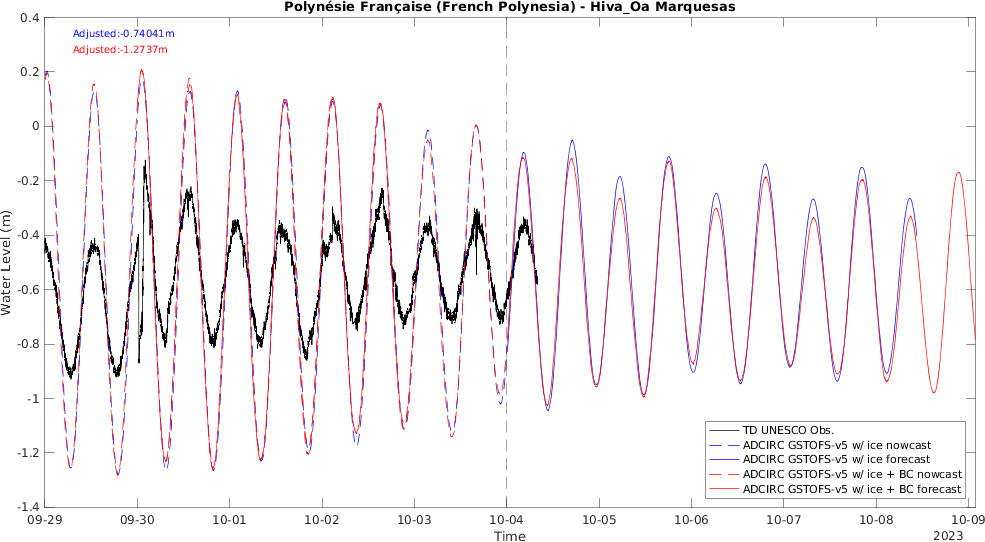 Polynésie Française (French Polynesia) - Hiva_Oa Marquesas
Adjusted:-0.74041m
Adjusted:-1.2737m
0.4
0.2
0
-0.2
-0.4
-0.6
-0.8
-1
-1.2
-1.4
Water Level (m)
TD UNESCO Obs.
ADCIRC GSTOFS-v5 w/ ice nowcast
ADCIRC GSTOFS-v5 w/ ice forecast
ADCIRC GSTOFS-v5 w/ ice + BC nowcast
ADCIRC GSTOFS-v5 w/ ice + BC forecast
09-29 09-30 10-01 10-02 10-03 10-04 10-05 10-06 10-07 10-08 10-09
Time
2023